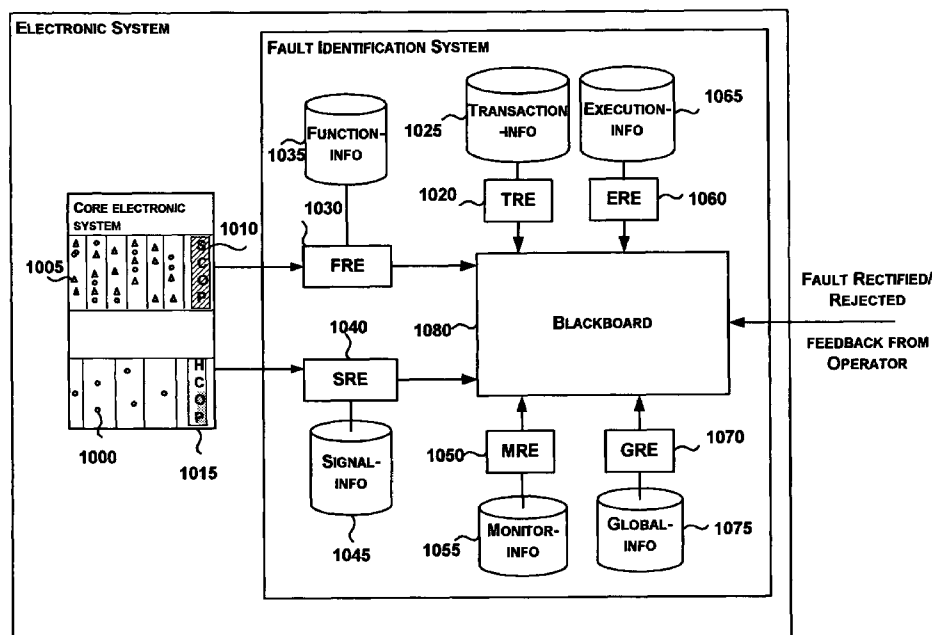 ELECTRONIC SYSTEM
FAULT IDENTIFICATION SYSTEM
FUNCTION-
INFO
1035
TRANSACTION
-INFO
1025
EXECUTION-
INFO
1065
1020
TRE
ERE
1060
CORE ELECTRONIC
SYSTEM
1010
1030
FRE
1005
SCOP
1040
SRE
1080
BLACKBOARD
FAULT RECTIFIED/
REJECTED
FEEDBACK FROM
OPERATOR
HCOP
1000
1015
SIGNAL-
INFO
1045
1050
MRE
GRE
1070
1055
MONITOR-
INFO
GLOBAL-
INFO
1075